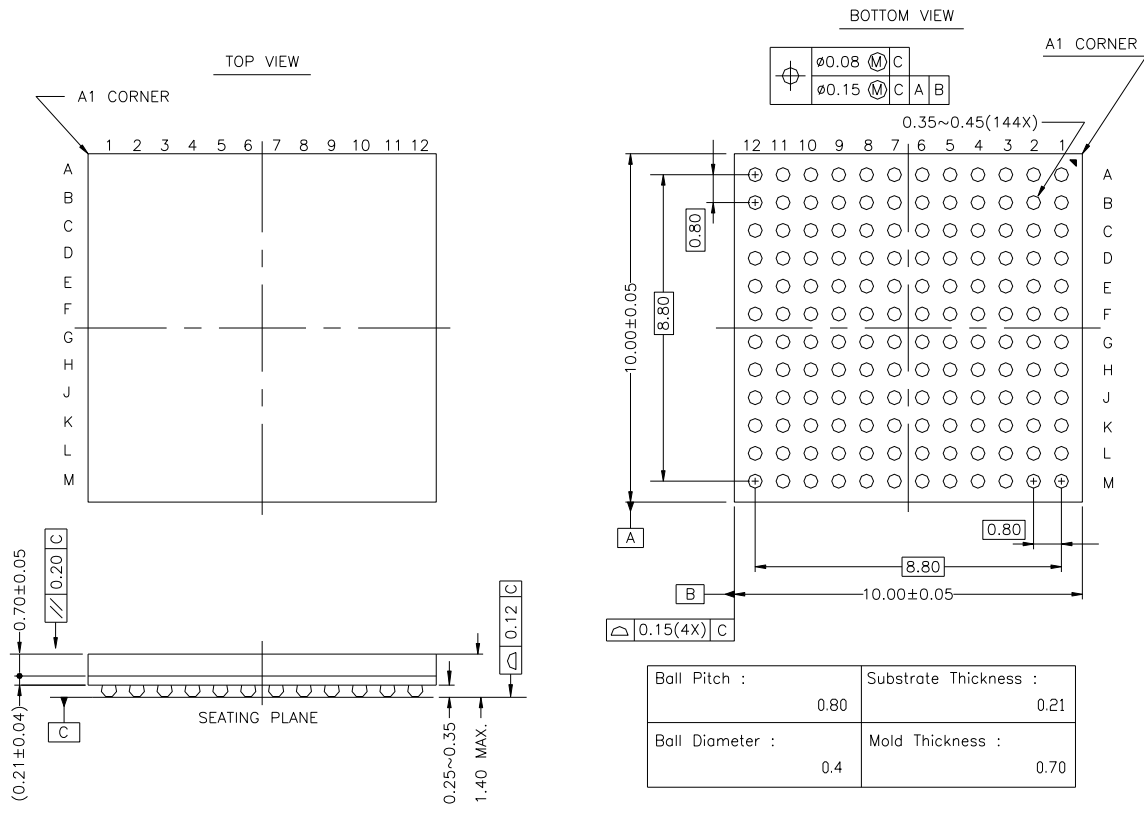 TOP VIEW
A1 CORNER
1 2 3 4 5 6 7 8 9 10 11 12
A
B
C
D
E
F
G
H
J
K
L
M
BOTTOM VIEW
A1 CORNER
⌀0.08 Ⓜ C
⌀0.15 Ⓜ C A B
0.35~0.45(144X)
12 11 10 9 8 7 6 5 4 3 2 1
A
B
C
D
E
F
G
H
J
K
L
M
0.80
8.80
10.00±0.05
A
0.80
8.80
B
10.00±0.05
0.15(4X) C
0.70±0.05
// 0.20 C
(0.21±0.04)
C
SEATING PLANE
0.12 C
0.25~0.35
1.40 MAX.
Ball Pitch : 0.80
Substrate Thickness : 0.21
Ball Diameter : 0.4
Mold Thickness : 0.70